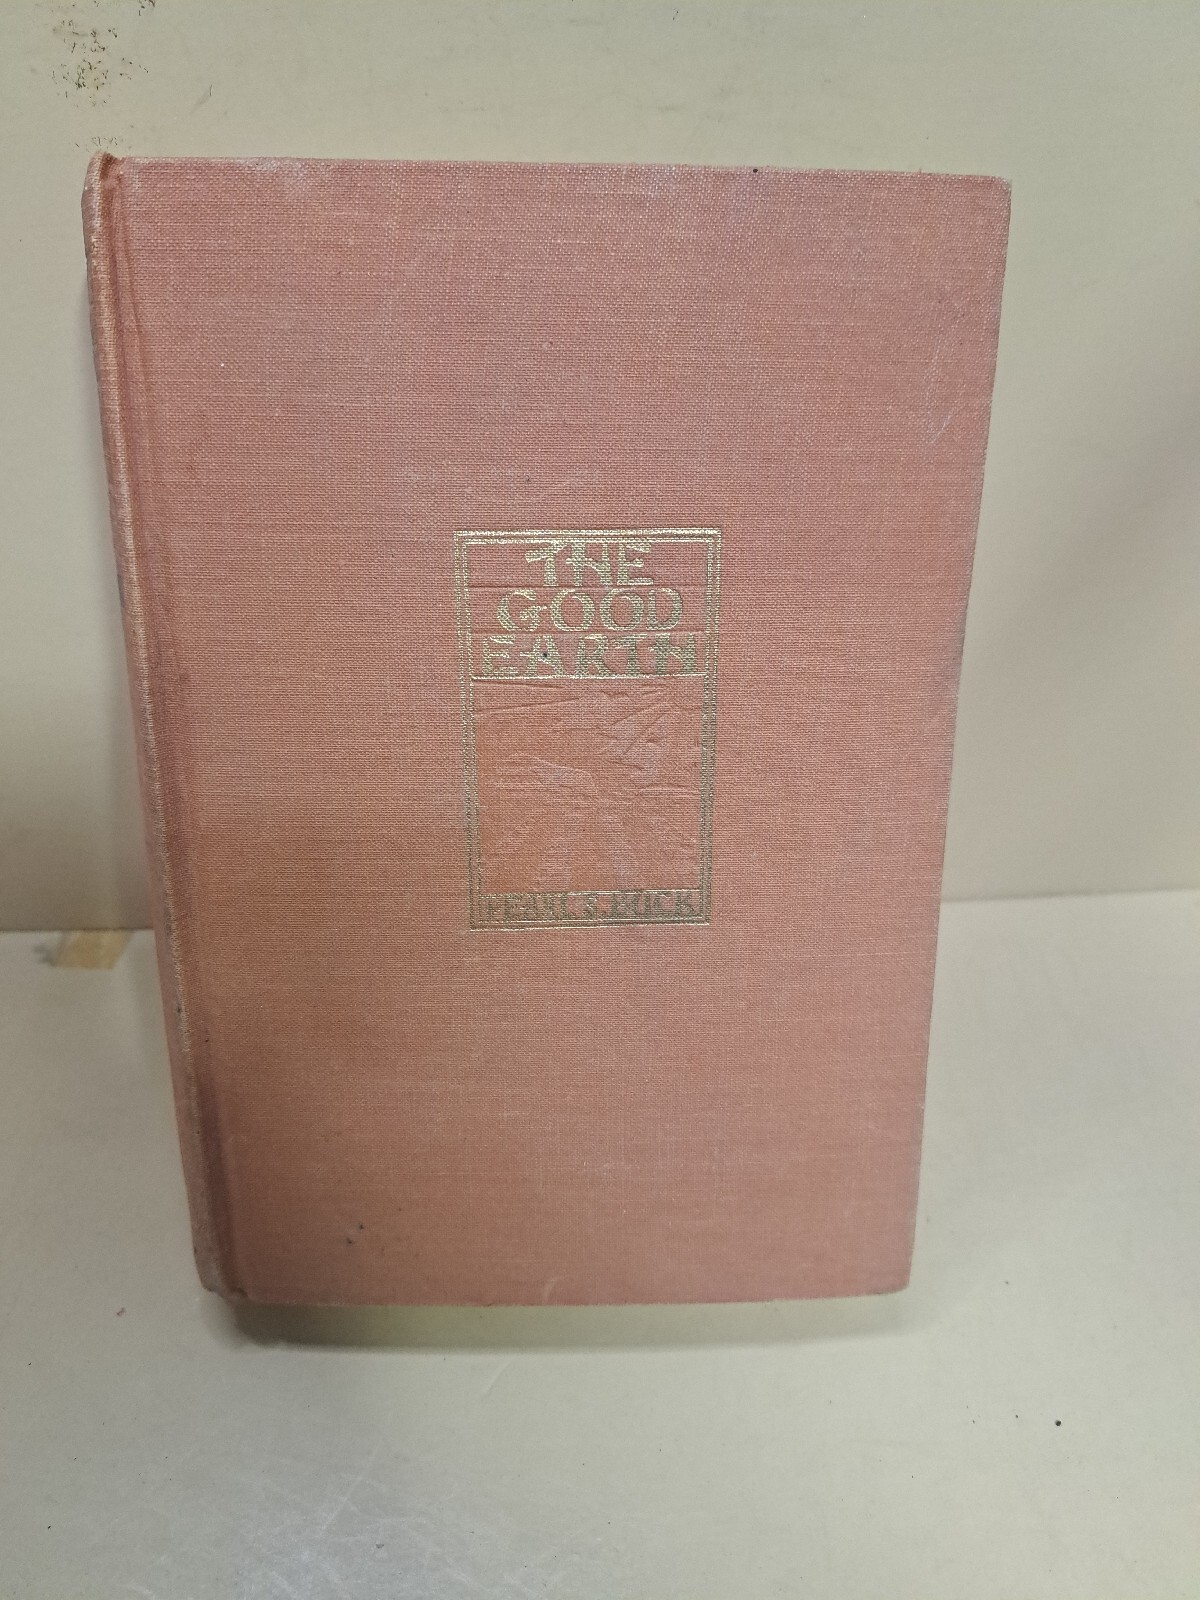 THE
GOOD
EARTH
PEARL S. BUCK